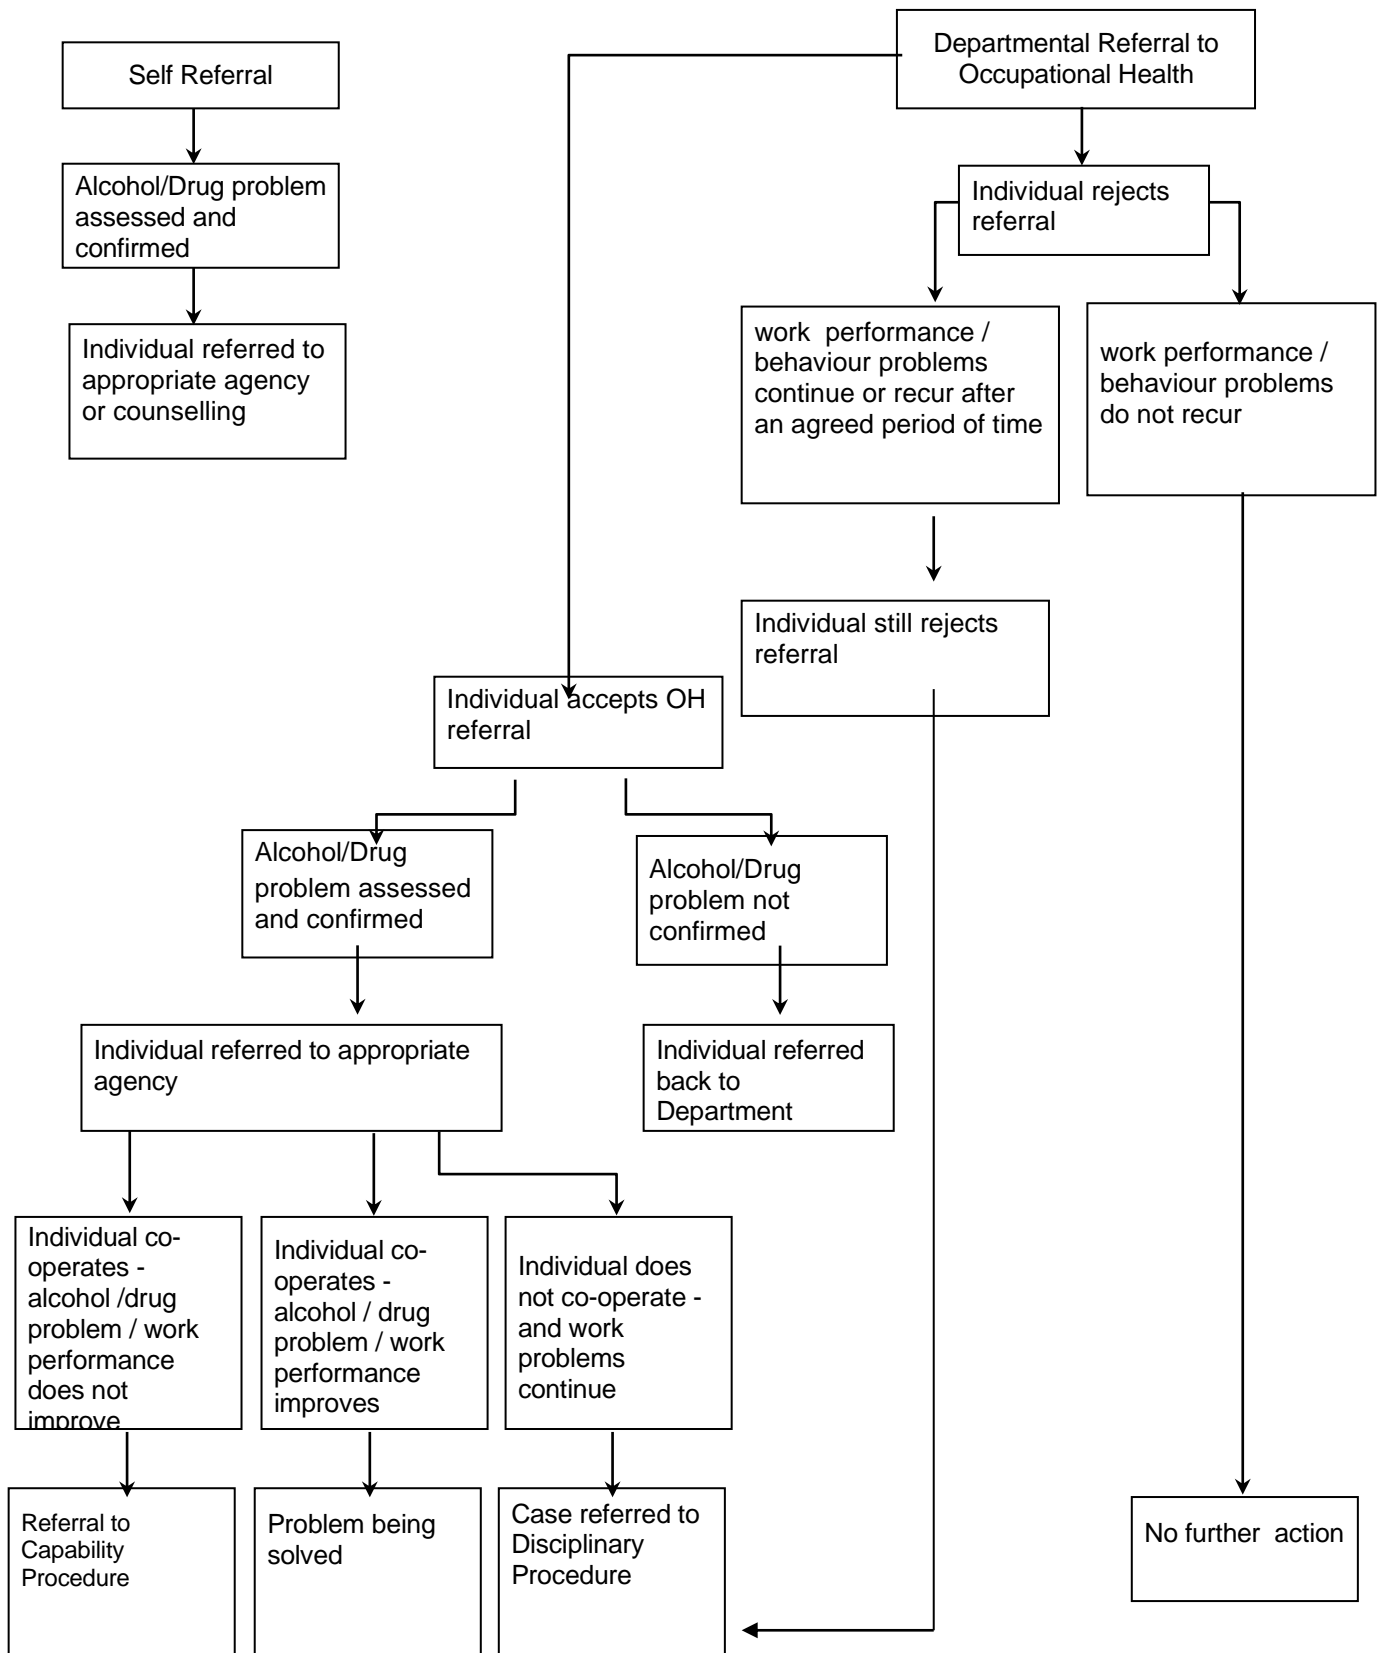 Self Referral
Departmental Referral to
Occupational Health
Alcohol/Drug problem
assessed and
confirmed
Individual rejects
referral
Individual referred to
appropriate agency
or counselling
work  performance /
behaviour problems
continue or recur after
an agreed period of time
work performance /
behaviour problems
do not recur
Individual still rejects
referral
Individual accepts OH
referral
Alcohol/Drug
problem assessed
and confirmed
Alcohol/Drug
problem not
confirmed
Individual referred to appropriate
agency
Individual referred
back to
Department
Individual co-
operates -
alcohol /drug
problem / work
performance
does not
improve
Individual co-
operates -
alcohol / drug
problem / work
performance
improves
Individual does
not co-operate -
and work
problems
continue
Referral to
Capability
Procedure
Problem being
solved
Case referred to
Disciplinary
Procedure
No further  action